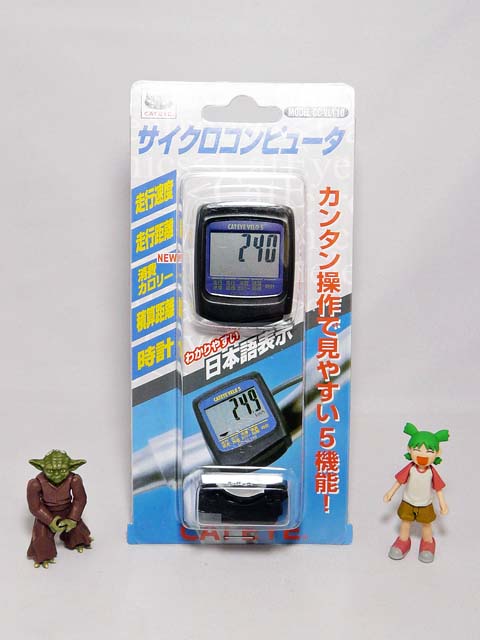 CATEYE
MODEL CC-VL110
サイクロコンピュータ
走行速度
走行距離
NEW
消費
カロリー
積算距離
時計
CATEYE VELO 5
240
カンタン操作で見やすい5機能!
わかりやすい
日本語表示
CATEYE VELO 5
24.9
CATEYE